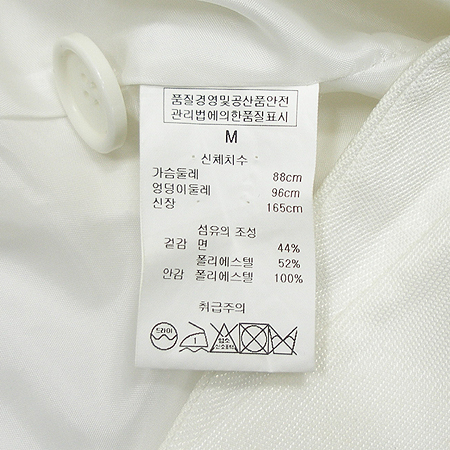 품질경영및공산품안전
관리법에의한품질표시
M
신체치수
가슴둘레 88cm
엉덩이둘레 96cm
신장 165cm
섬유의 조성
겉감 면 44%
폴리에스텔 52%
안감 폴리에스텔 100%
취급주의
드라이